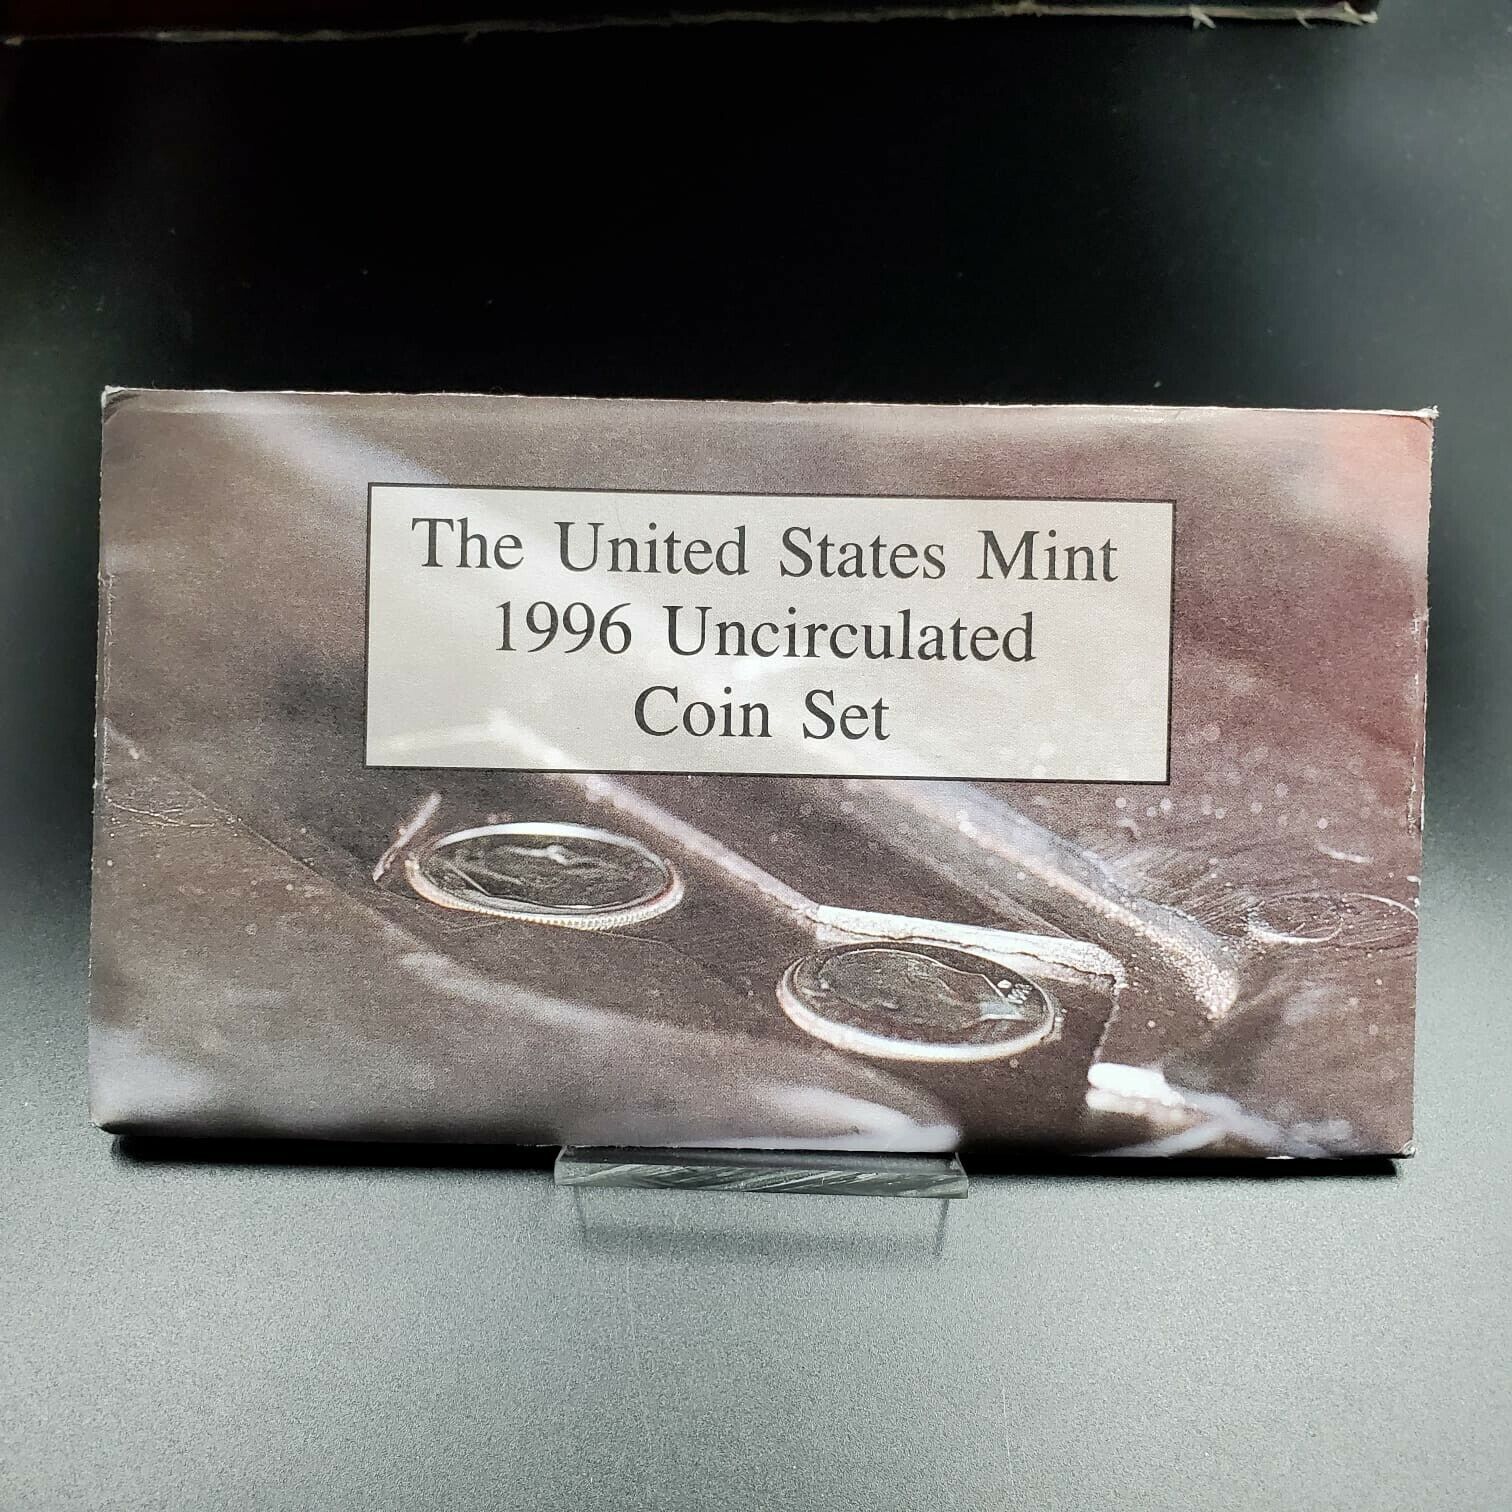 The United States Mint
1996 Uncirculated
Coin Set